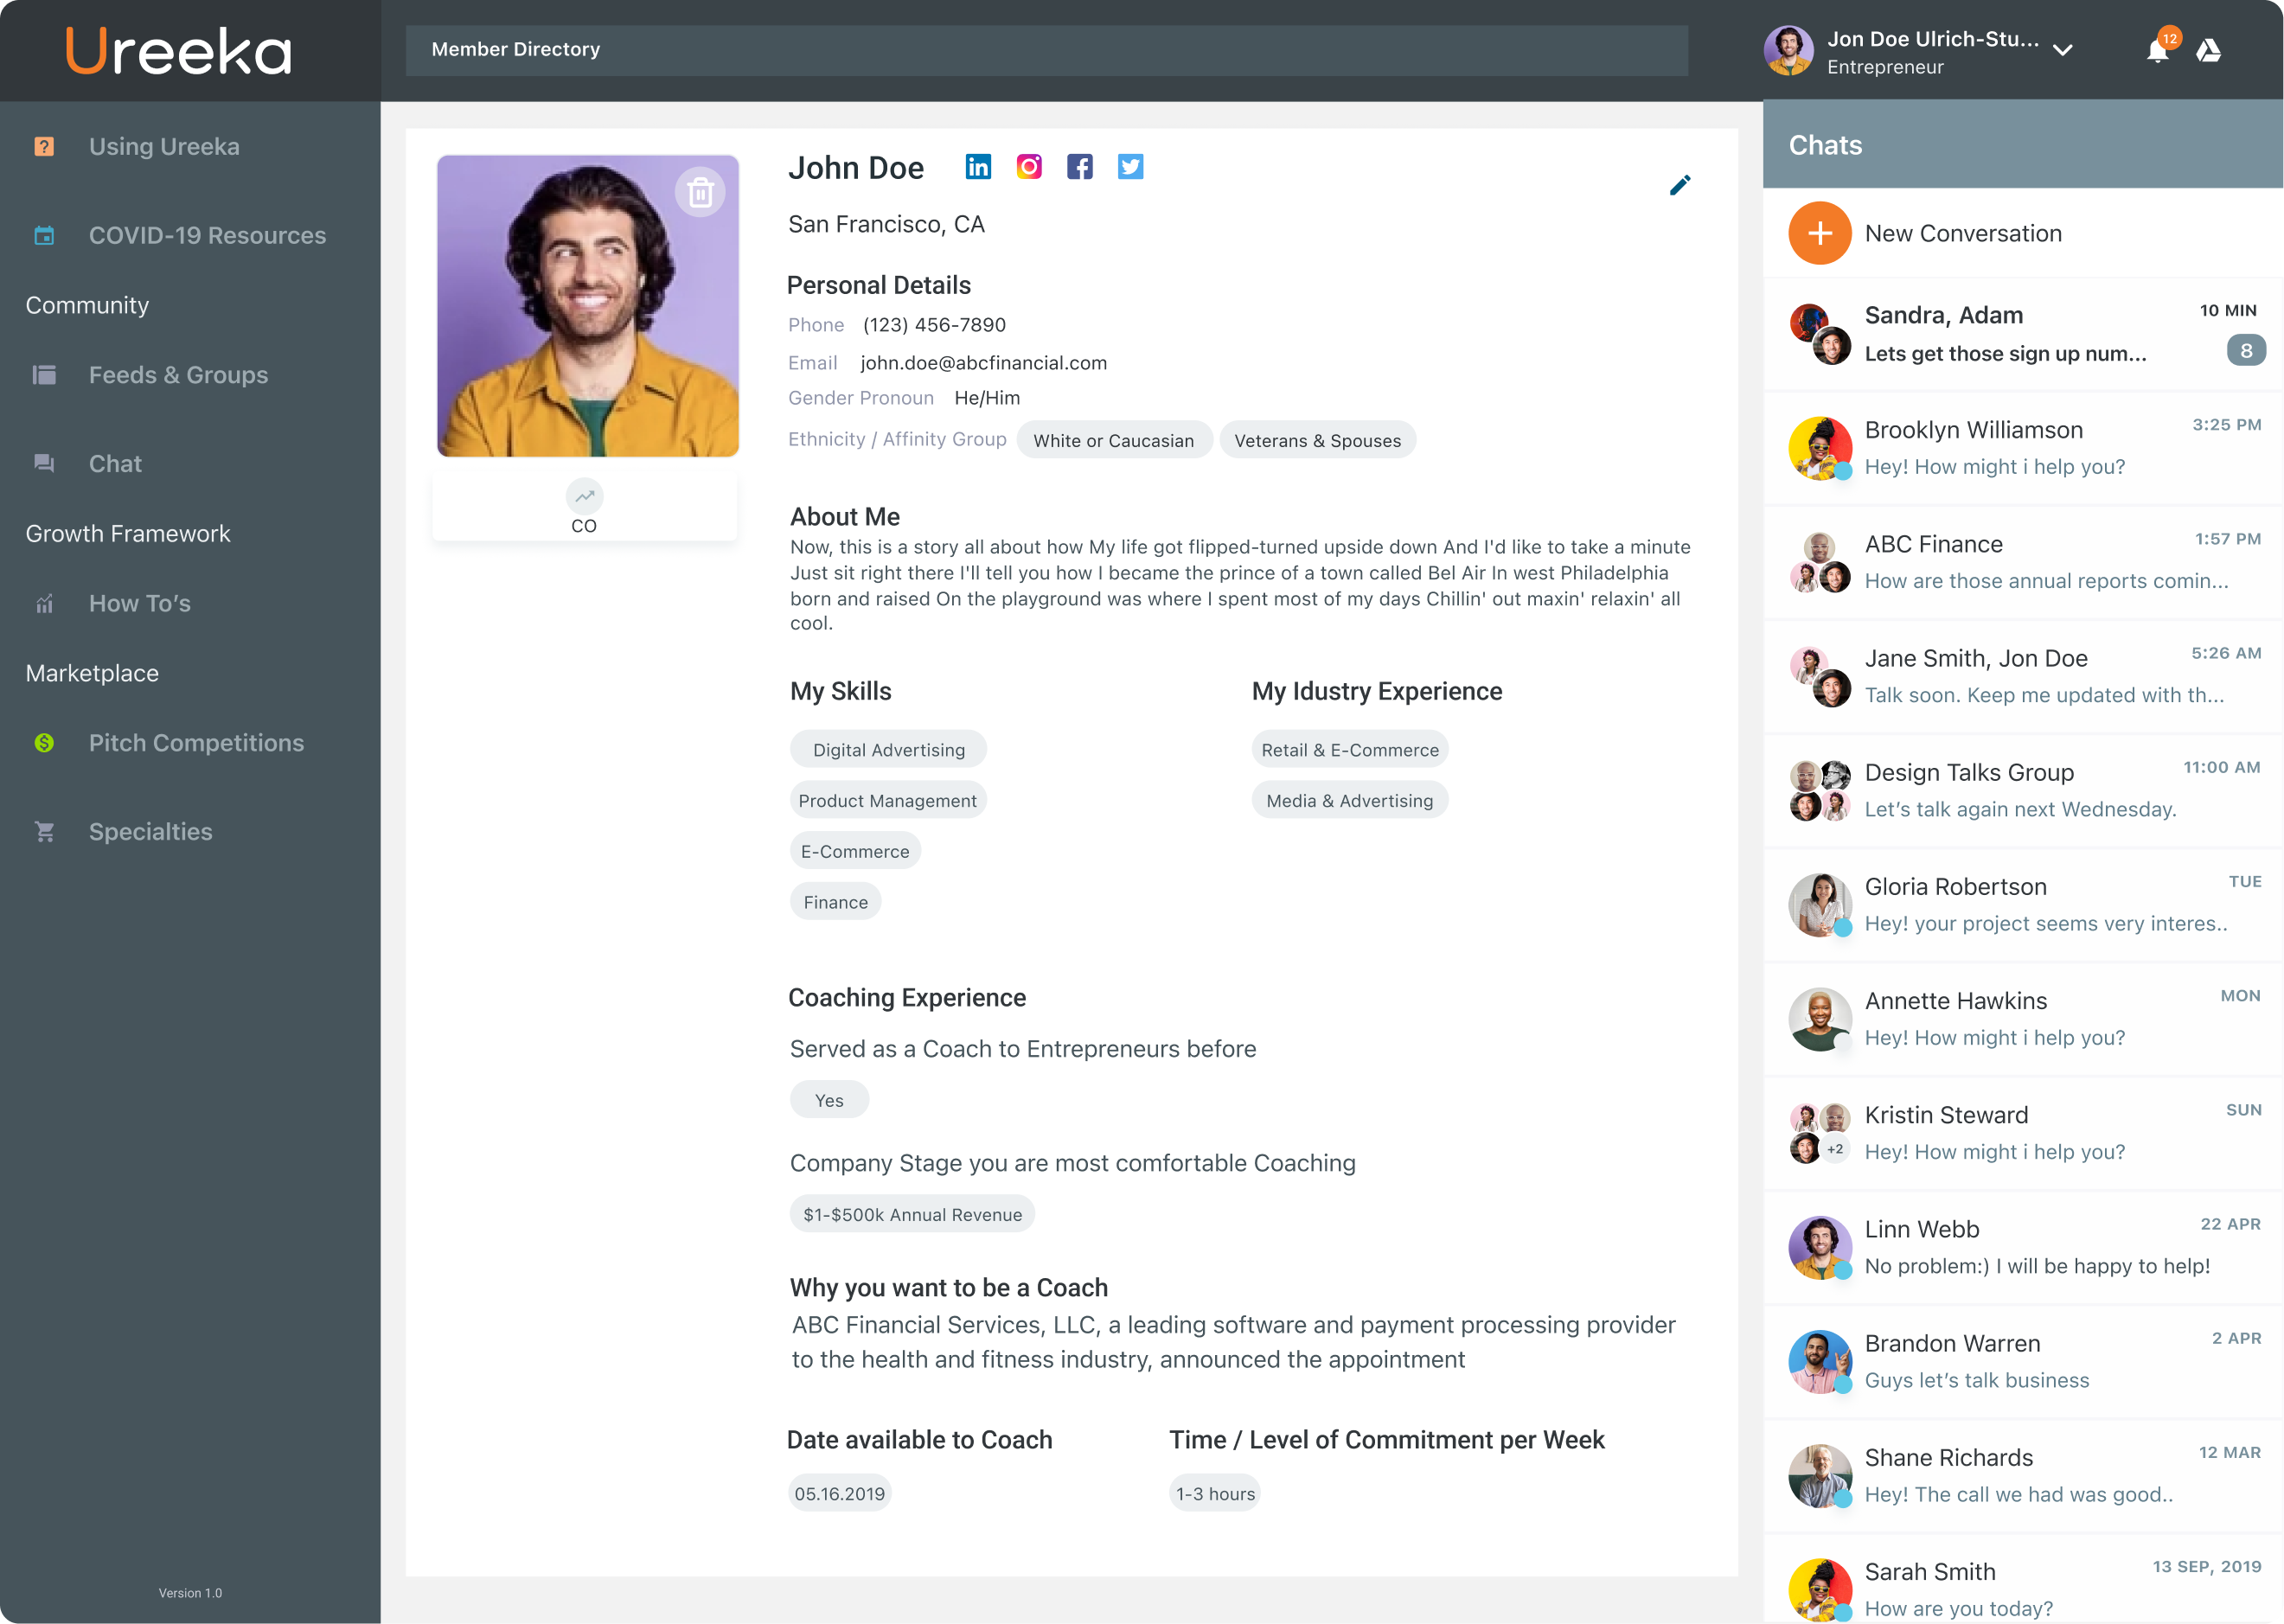 Ureeka
Member Directory
Jon Doe Ulrich-Stu...
Entrepreneur
12
Using Ureeka
COVID-19 Resources
Community
Feeds & Groups
Chat
Growth Framework
How To’s
Marketplace
Pitch Competitions
Specialties
Version 1.0
CO
John Doe
San Francisco, CA
Personal Details
Phone (123) 456-7890
Email john.doe@abcfinancial.com
Gender Pronoun He/Him
Ethnicity / Affinity Group White or Caucasian Veterans & Spouses
About Me
Now, this is a story all about how My life got flipped-turned upside down And I'd like to take a minute
Just sit right there I'll tell you how I became the prince of a town called Bel Air In west Philadelphia
born and raised On the playground was where I spent most of my days Chillin' out maxin' relaxin' all
cool.
My Skills
Digital Advertising
Product Management
E-Commerce
Finance
My Idustry Experience
Retail & E-Commerce
Media & Advertising
Coaching Experience
Served as a Coach to Entrepreneurs before
Yes
Company Stage you are most comfortable Coaching
$1-$500k Annual Revenue
Why you want to be a Coach
ABC Financial Services, LLC, a leading software and payment processing provider
to the health and fitness industry, announced the appointment
Date available to Coach
05.16.2019
Time / Level of Commitment per Week
1-3 hours
Chats
New Conversation
Sandra, Adam 10 MIN
Lets get those sign up num... 8
Brooklyn Williamson 3:25 PM
Hey! How might i help you?
ABC Finance 1:57 PM
How are those annual reports comin...
Jane Smith, Jon Doe 5:26 AM
Talk soon. Keep me updated with th...
Design Talks Group 11:00 AM
Let’s talk again next Wednesday.
Gloria Robertson TUE
Hey! your project seems very interes..
Annette Hawkins MON
Hey! How might i help you?
Kristin Steward SUN
+2 Hey! How might i help you?
Linn Webb 22 APR
No problem:) I will be happy to help!
Brandon Warren 2 APR
Guys let’s talk business
Shane Richards 12 MAR
Hey! The call we had was good..
Sarah Smith 13 SEP, 2019
How are you today?